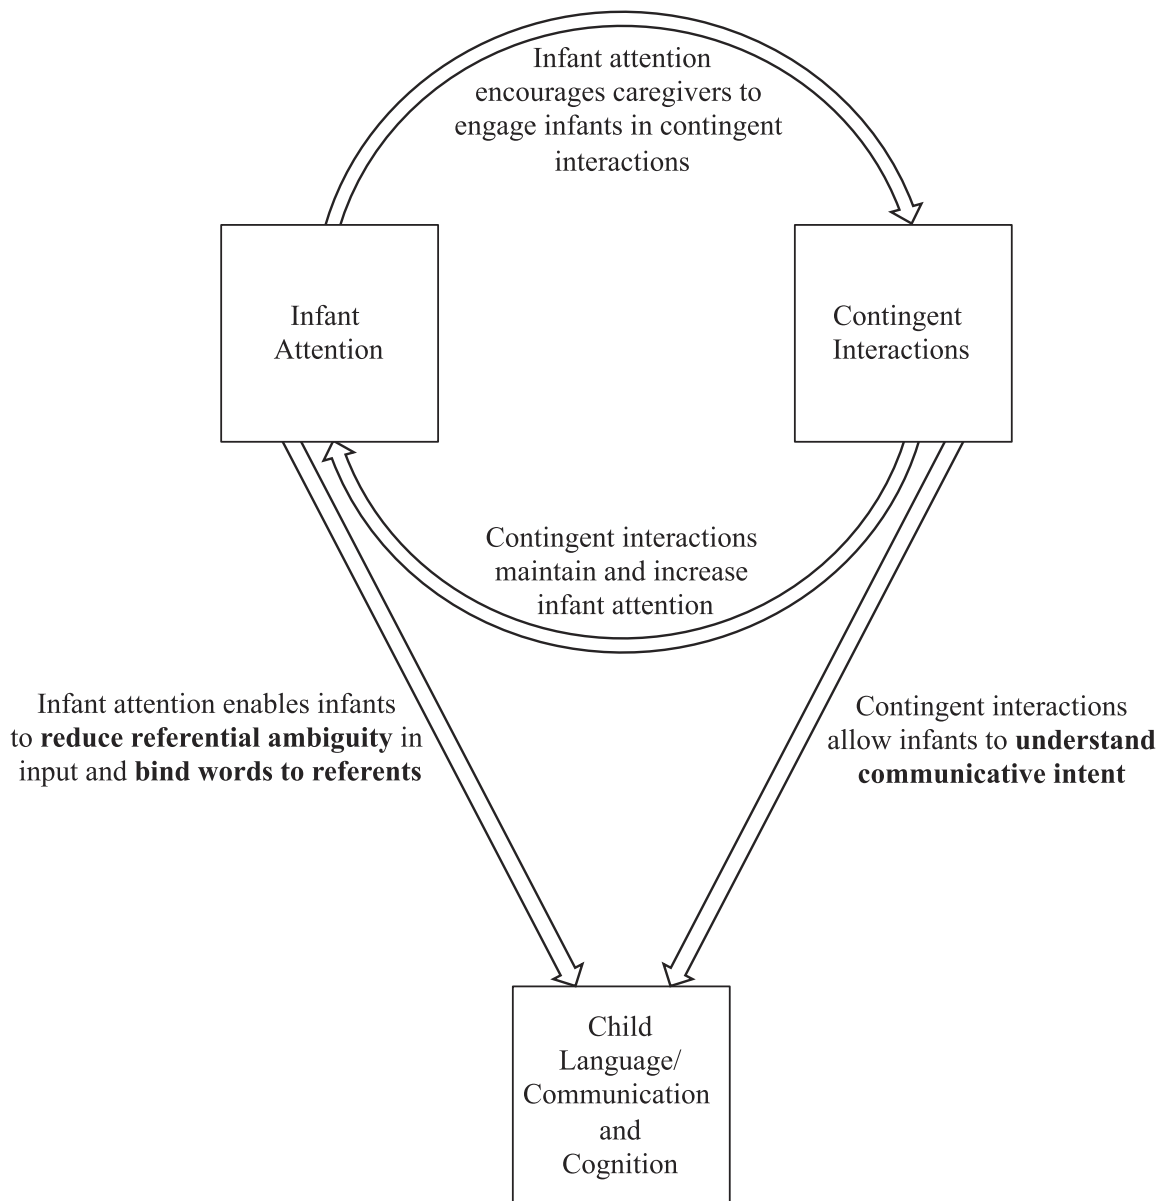 Infant attention
encourages caregivers to
engage infants in contingent
interactions
Infant
Attention
Contingent
Interactions
Contingent interactions
maintain and increase
infant attention
Infant attention enables infants
to reduce referential ambiguity in
input and bind words to referents
Contingent interactions
allow infants to understand
communicative intent
Child
Language/
Communication
and
Cognition